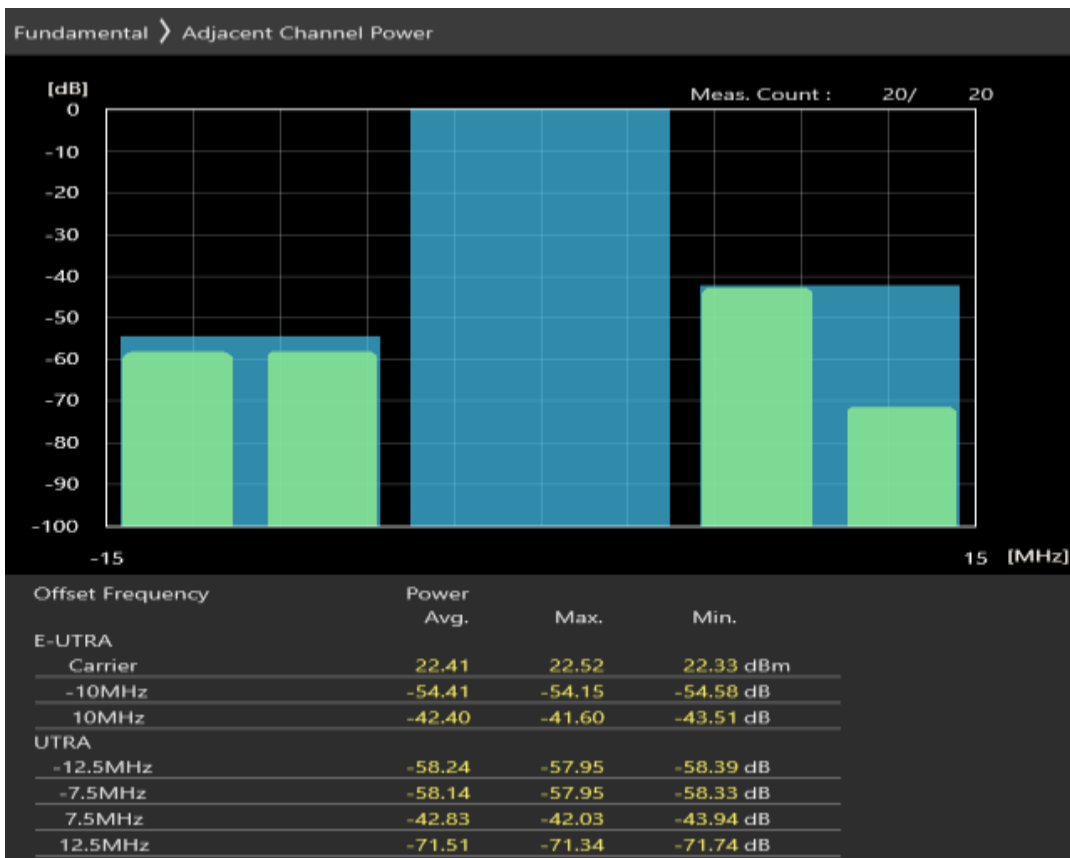 Fundamental ❯ Adjacent Channel Power
[dB]
Meas. Count : 20/ 20
0
-10
-20
-30
-40
-50
-60
-70
-80
-90
-100
-15 15 [MHz]
Offset Frequency Power
Avg. Max. Min.
E-UTRA
Carrier 22.41 22.52 22.33 dBm
-10MHz -54.41 -54.15 -54.58 dB
10MHz -42.40 -41.60 -43.51 dB
UTRA
-12.5MHz -58.24 -57.95 -58.39 dB
-7.5MHz -58.14 -57.95 -58.33 dB
7.5MHz -42.83 -42.03 -43.94 dB
12.5MHz -71.51 -71.34 -71.74 dB